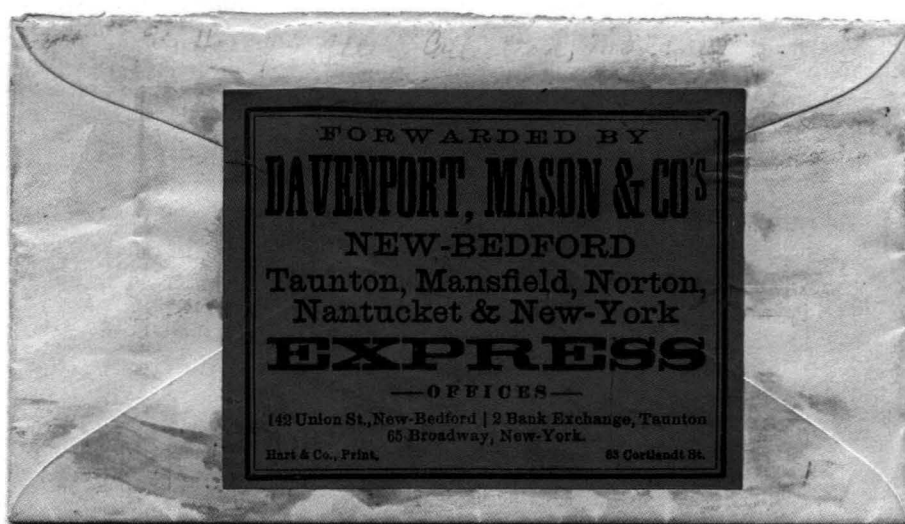 FORWARDED BY
DAVENPORT, MASON & CO'S
NEW-BEDFORD
Taunton, Mansfield, Norton,
Nantucket & New-York
EXPRESS
—OFFICES—
142 Union St., New-Bedford | 2 Bank Exchange, Taunton
65 Broadway, New-York.
Hart & Co., Print, 63 Cortlandt St.